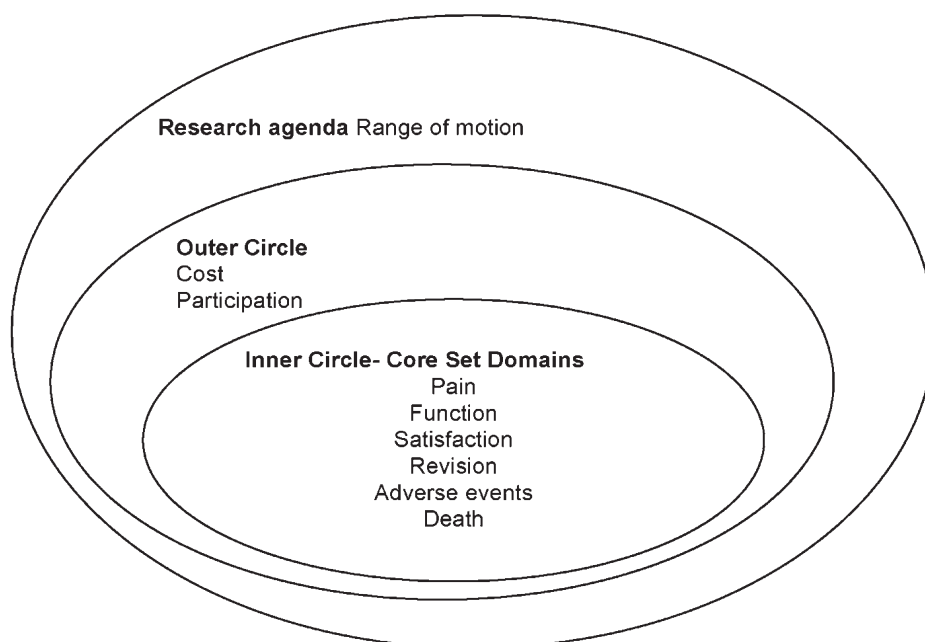 Research agenda Range of motion
Outer Circle
Cost
Participation
Inner Circle- Core Set Domains
Pain
Function
Satisfaction
Revision
Adverse events
Death